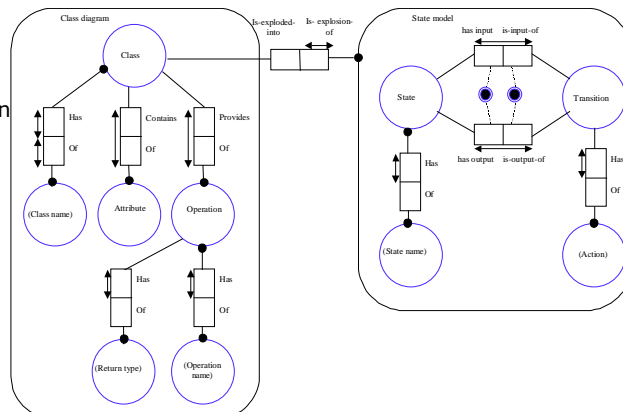 Class diagram
Is-exploded-
into
Is- explosion-
of
State model
Class
has input
is-input-of
n
Has
Of
Contains
Of
Provides
Of
State
Transition
has output
is-output-of
Has
Of
Has
Of
(Class name)
Attribute
Operation
(State name)
(Action)
Has
Of
Has
Of
(Return type)
(Operation
name)